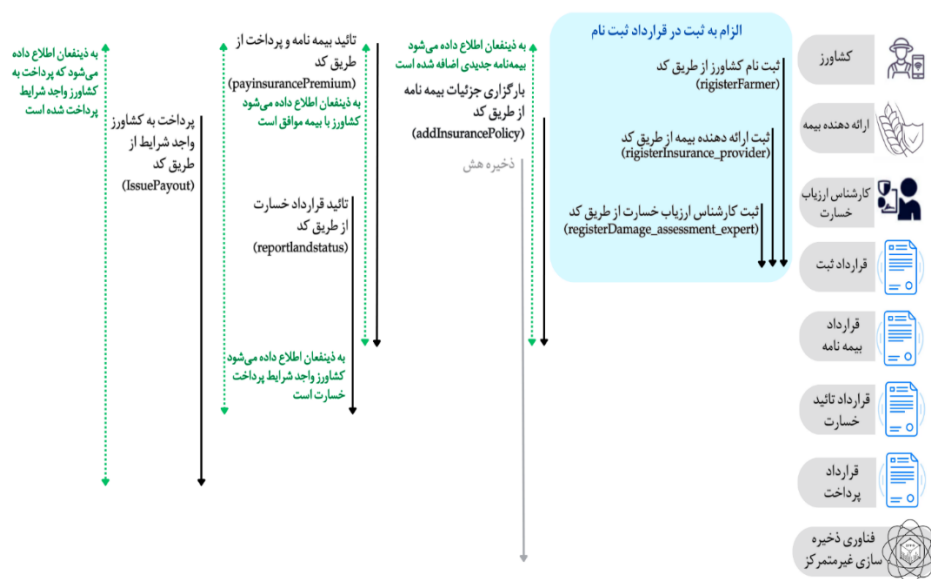 الزام به ثبت در قرارداد ثبت نام
ثبت نام کشاورز از طریق کد
(rigisterFarmer)
ثبت ارائه دهنده بیمه از طریق کد
(rigisterInsurance_provider)
ثبت کارشناس ارزیاب خسارت از طریق کد
(registerDamage_assessment_expert)
کشاورز
ارائه دهنده بیمه
کارشناس ارزیاب
خسارت
قرارداد ثبت
قرارداد
بیمه نامه
قرارداد تائید
خسارت
قرارداد
پرداخت
فناوری ذخیره
سازی غیرمتمرکز
به ذینفعان اطلاع داده می‌شود
بیمه‌نامه جدیدی اضافه شده است
بارگزاری جزئیات بیمه نامه
از طریق کد
(addInsurancePolicy)
ذخیره هش
تائید بیمه نامه و پرداخت از
طریق کد
(payinsurancePremium)
به ذینفعان اطلاع داده می‌شود
کشاورز با بیمه موافق است
تائید قرارداد خسارت
از طریق کد
(reportlandstatus)
به ذینفعان اطلاع داده می‌شود
کشاورز واجد شرایط پرداخت
خسارت است
پرداخت به کشاورز
واجد شرایط از
طریق کد
(IssuePayout)
به ذینفعان اطلاع داده
می‌شود که پرداخت به
کشاورز واجد شرایط
پرداخت شده است